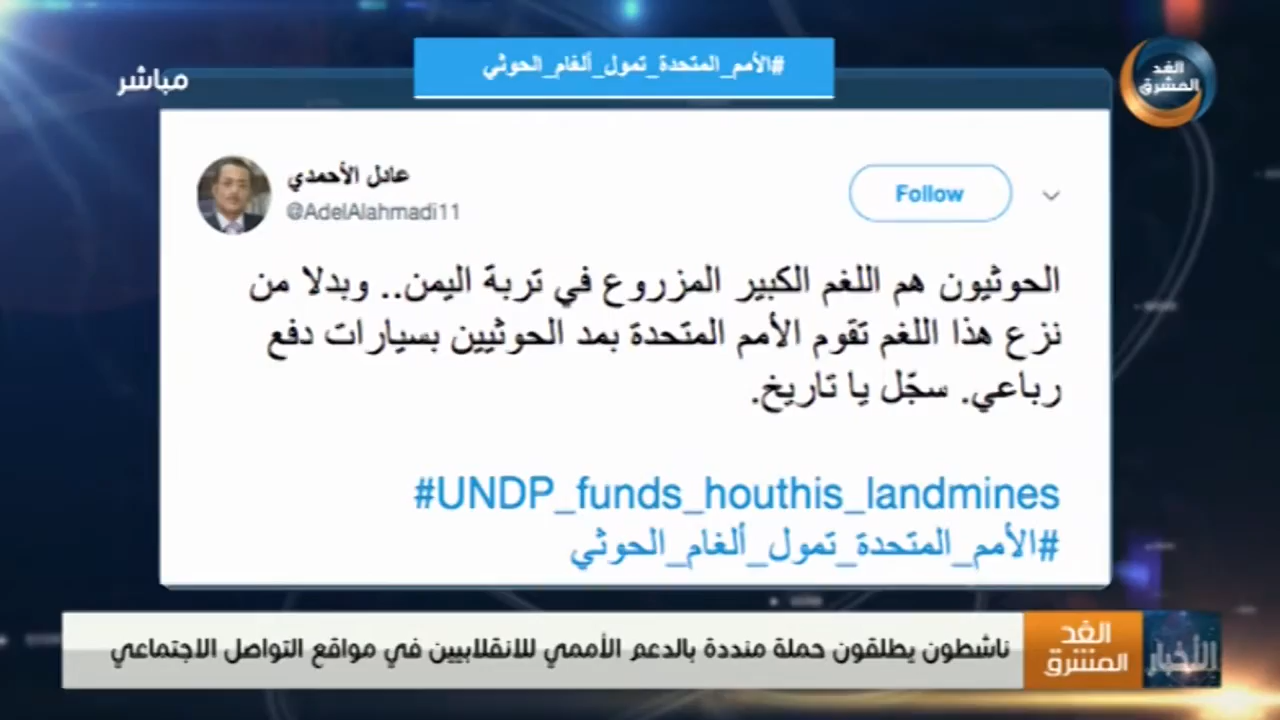 #الأمم_المتحدة_تمول_ألغام_الحوثي
مباشر
الغد
المشرق
عادل الأحمدي
@AdelAlahmadi11
Follow
الحوثيون هم اللغم الكبير المزروع في تربة اليمن.. وبدلا من
نزع هذا اللغم تقوم الأمم المتحدة بمد الحوثيين بسيارات دفع
رباعي. سجّل يا تاريخ.
#UNDP_funds_houthis_landmines
#الأمم_المتحدة_تمول_ألغام_الحوثي
الأخبار
الغد
المشرق
ناشطون يطلقون حملة منددة بالدعم الأممي للانقلابيين في مواقع التواصل الاجتماعي